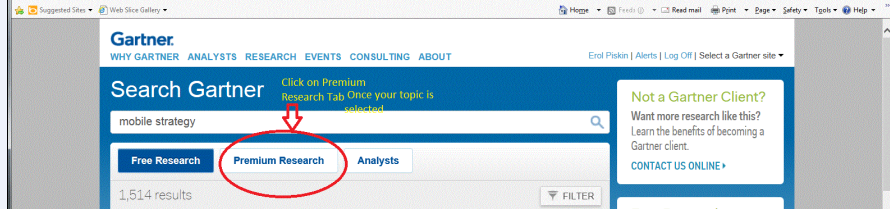 Suggested Sites Web Slice Gallery Home Feeds () Read mail Print Page Safety Tools Help
Gartner.
WHY GARTNER ANALYSTS RESEARCH EVENTS CONSULTING ABOUT
Erol Piskin | Alerts | Log Off | Select a Gartner site
Search Gartner
Click on Premium
Research Tab Once your topic is
selected
mobile strategy
Free Research Premium Research Analysts
1,514 results
FILTER
Not a Gartner Client?
Want more research like this?
Learn the benefits of becoming a
Gartner client.
CONTACT US ONLINE